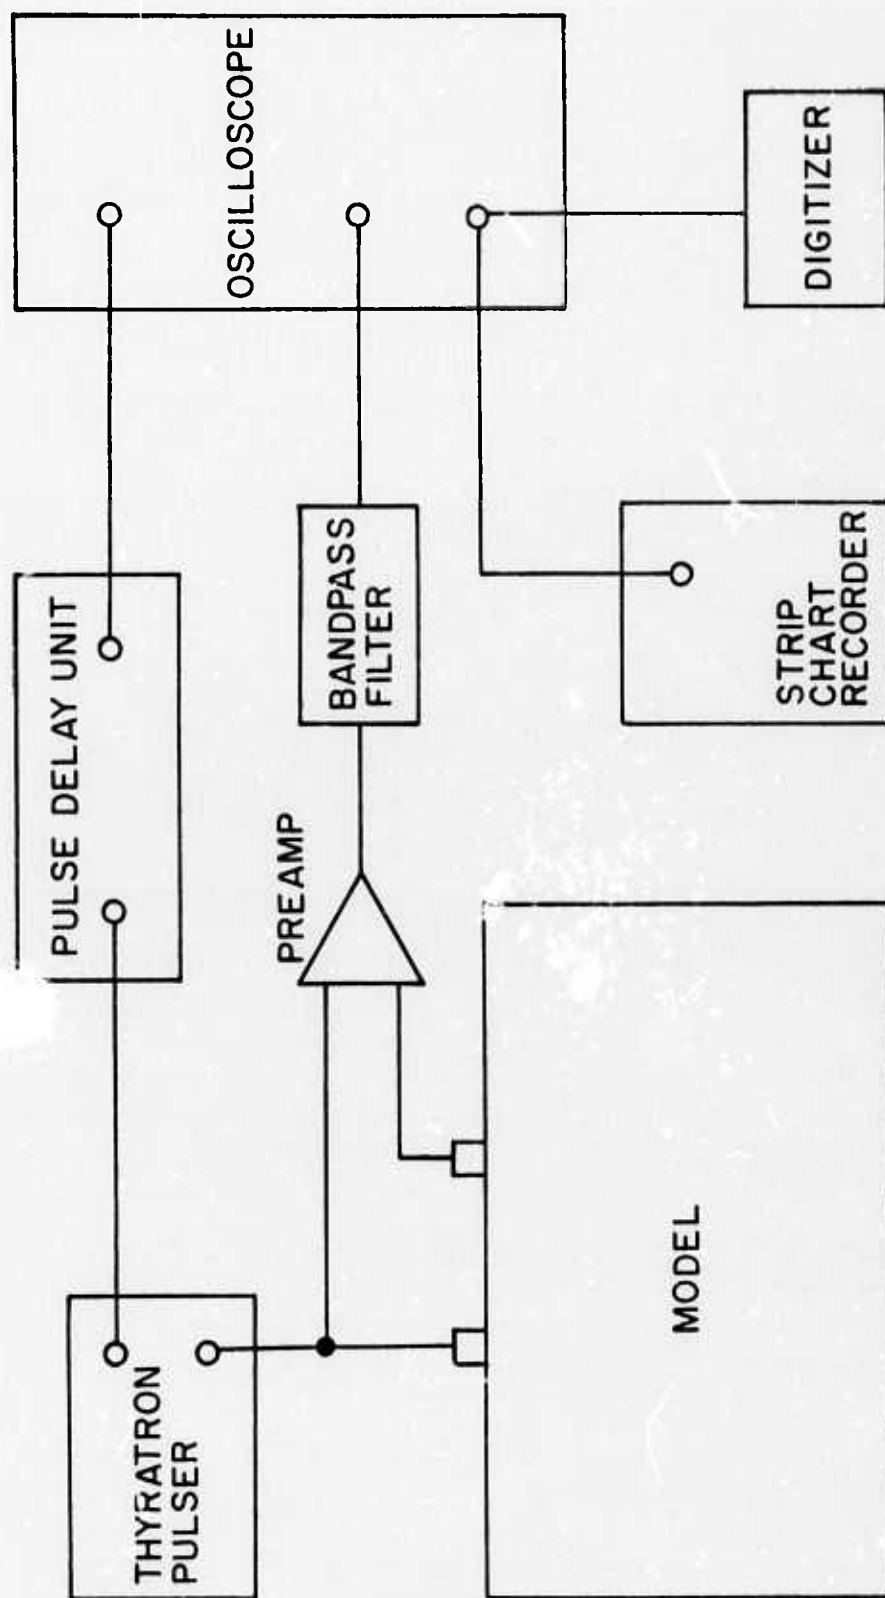 THYRATRON
PULSER
PULSE DELAY UNIT
OSCILLOSCOPE
PREAMP
BANDPASS
FILTER
MODEL
STRIP
CHART
RECORDER
DIGITIZER